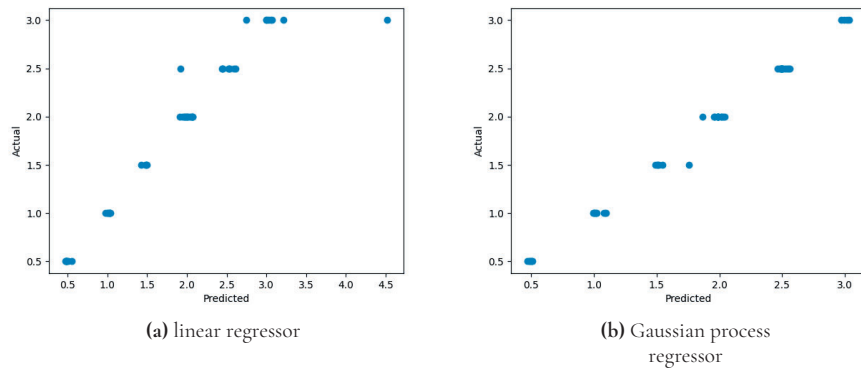 3.0
2.5
2.0
1.5
1.0
0.5
Actual
0.5 1.0 1.5 2.0 2.5 3.0 3.5 4.0 4.5
Predicted
(a) linear regressor
3.0
2.5
2.0
1.5
1.0
0.5
Actual
0.5 1.0 1.5 2.0 2.5 3.0
Predicted
(b) Gaussian process
regressor